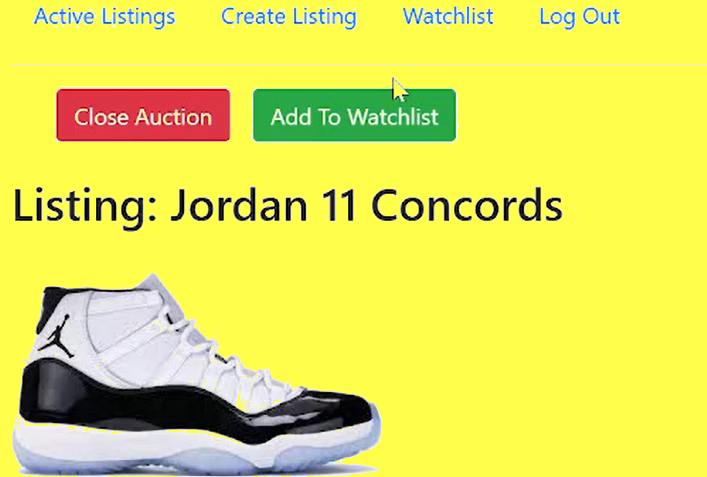 Active Listings Create Listing Watchlist Log Out
Close Auction Add To Watchlist
Listing: Jordan 11 Concords